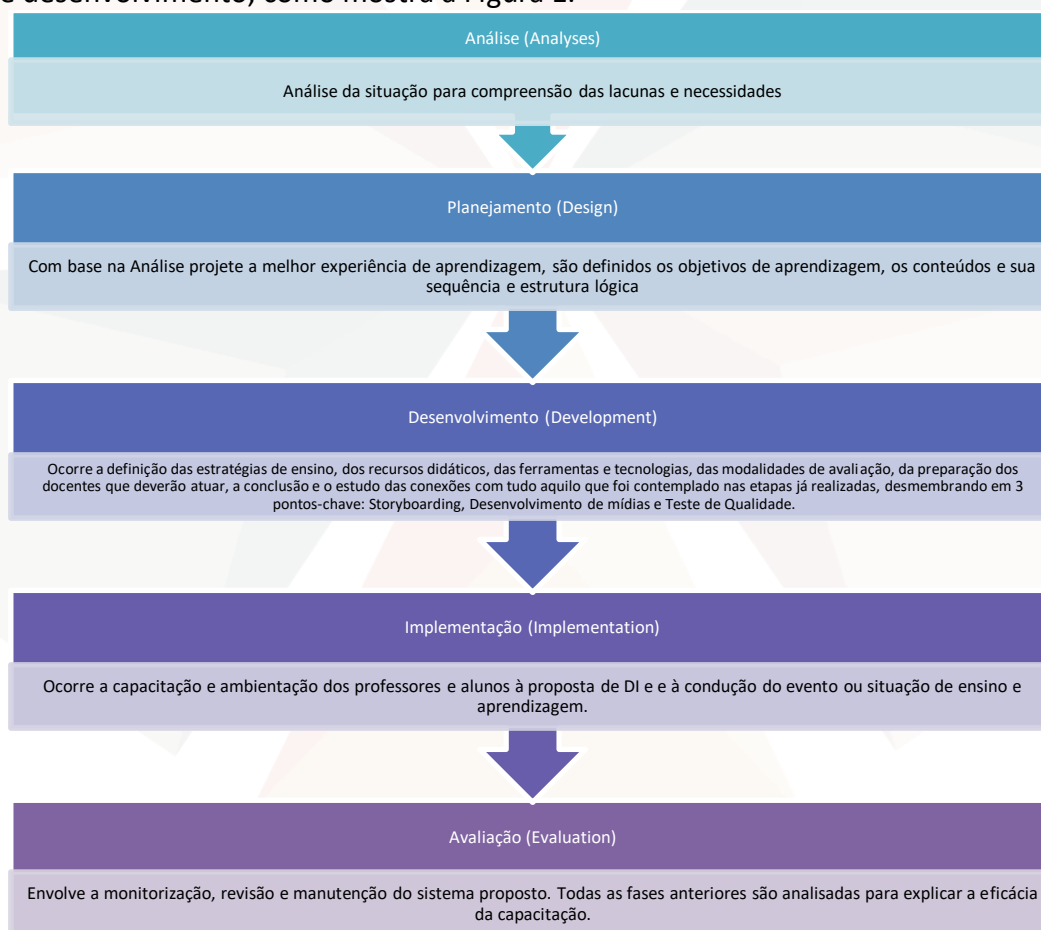 e desenvolvimento, como mostra a Figura 1.
Análise (Analyses)
Análise da situação para compreensão das lacunas e necessidades
Planejamento (Design)
Com base na Análise projete a melhor experiência de aprendizagem, são definidos os objetivos de aprendizagem, os conteúdos e sua
sequência e estrutura lógica
Desenvolvimento (Development)
Ocorre a definição das estratégias de ensino, dos recursos didáticos, das ferramentas e tecnologias, das modalidades de avaliação, da preparação dos
docentes que deverão atuar, a conclusão e o estudo das conexões com tudo aquilo que foi contemplado nas etapas já realizadas, desmembrando em 3
pontos-chave: Storyboarding, Desenvolvimento de mídias e Teste de Qualidade.
Implementação (Implementation)
Ocorre a capacitação e ambientação dos professores e alunos à proposta de DI e e à condução do evento ou situação de ensino e
aprendizagem.
Avaliação (Evaluation)
Envolve a monitorização, revisão e manutenção do sistema proposto. Todas as fases anteriores são analisadas para explicar a eficácia
da capacitação.